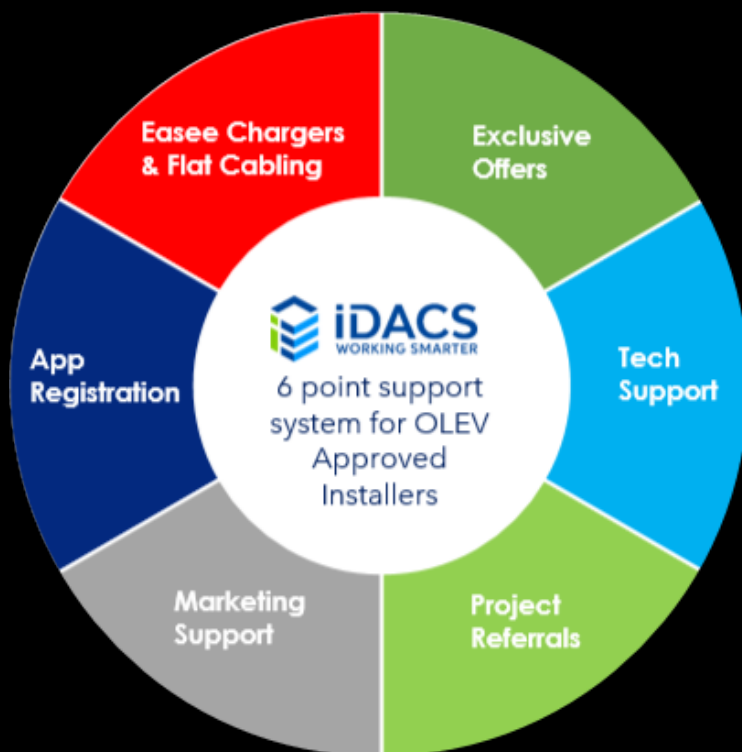 Easee Chargers
& Flat Cabling
Exclusive
Offers
App
Registration
iDACS
WORKING SMARTER
6 point support
system for OLEV
Approved
Installers
Tech
Support
Marketing
Support
Project
Referrals